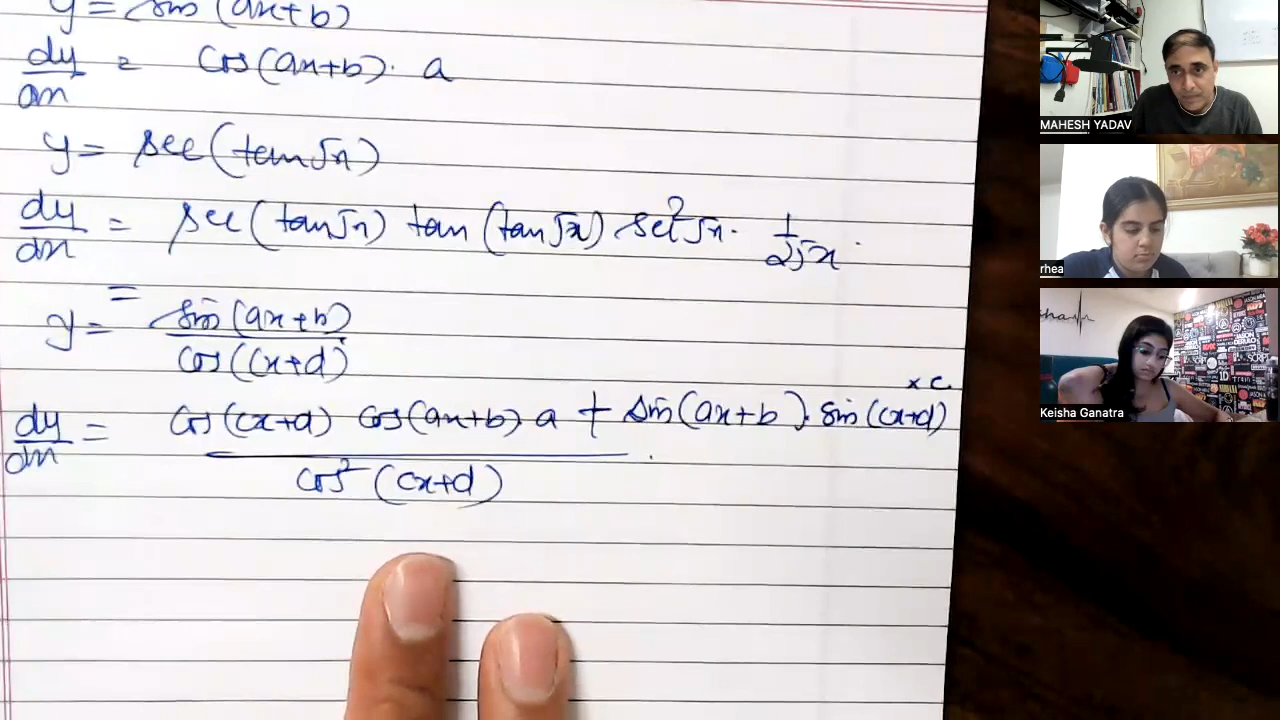 y = sin (ax+b)
dy/dx = cos(ax+b). a
y = sec (tan√x)
dy/dx = sec (tan√x) tan (tan√x) sec²√x . 1/2√x .
=
y = sin (ax+b) / cos (cx+d)
dy/dx = cos(cx+d) cos(ax+b) a + sin(ax+b). sin(cx+d) × c / cos² (cx+d)
MAHESH YADAV
rhea
Keisha Ganatra